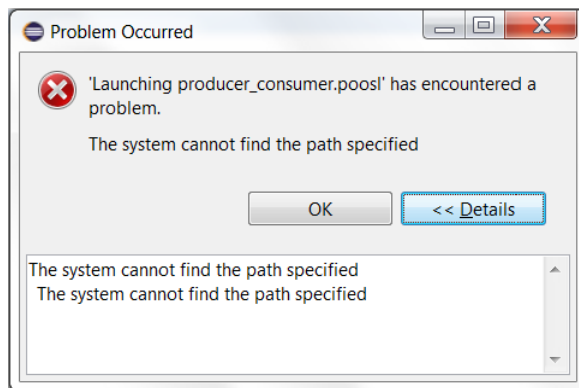 Problem Occurred
'Launching producer_consumer.poosl' has encountered a
problem.
The system cannot find the path specified
OK
<< Details
The system cannot find the path specified
The system cannot find the path specified